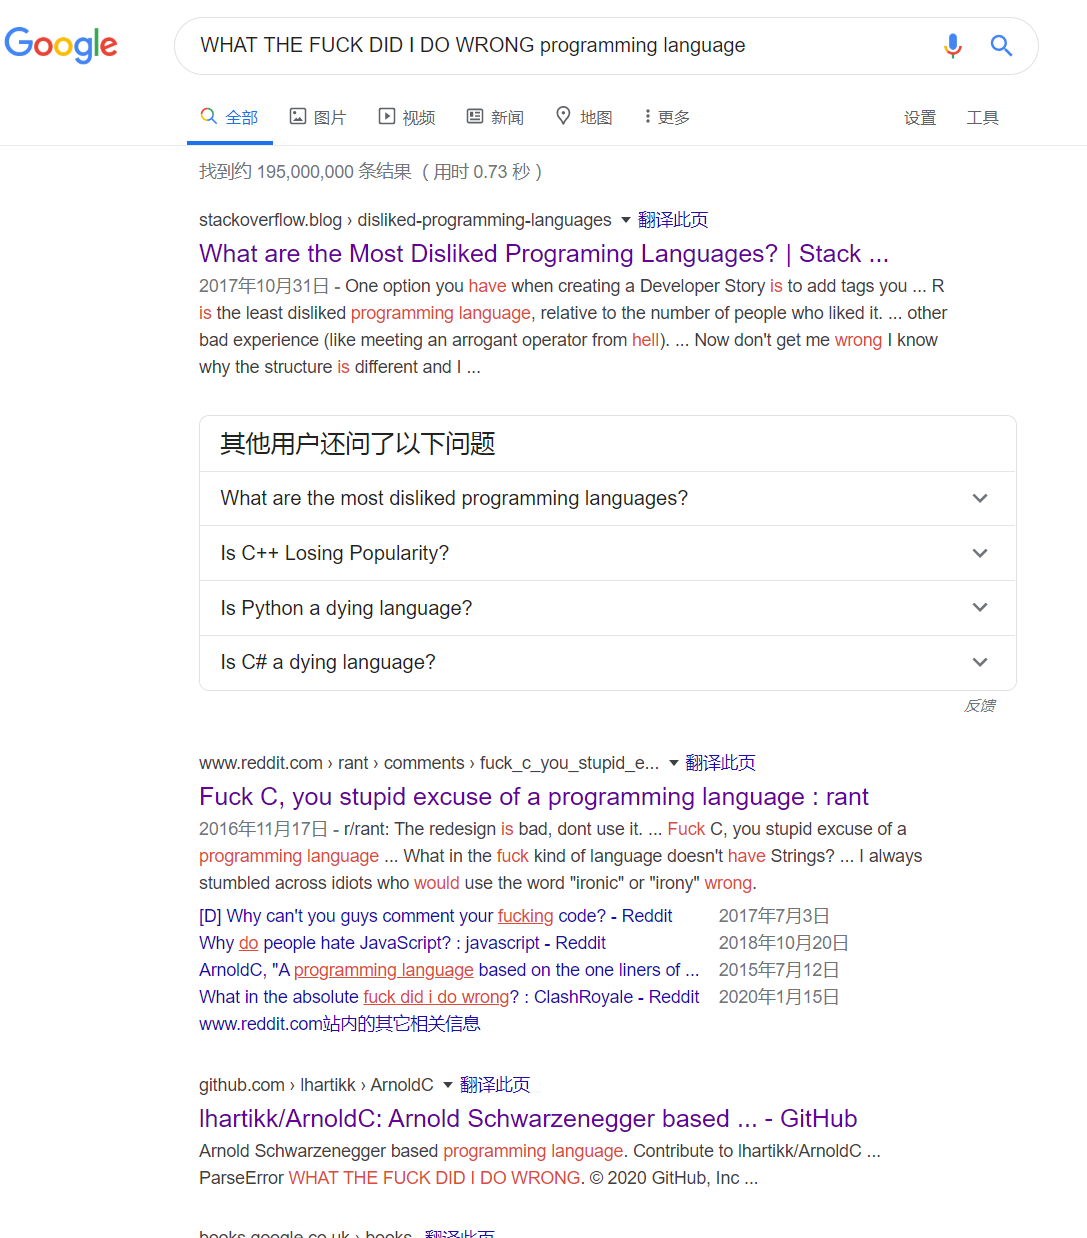 Google
WHAT THE FUCK DID I DO WRONG programming language
全部 图片 视频 新闻 地图 更多 设置 工具
找到约 195,000,000 条结果 （用时 0.73 秒）
stackoverflow.blog › disliked-programming-languages 翻译此页
What are the Most Disliked Programing Languages? | Stack ...
2017年10月31日 - One option you have when creating a Developer Story is to add tags you ... R
is the least disliked programming language, relative to the number of people who liked it. ... other
bad experience (like meeting an arrogant operator from hell). ... Now don't get me wrong I know
why the structure is different and I ...
其他用户还问了以下问题
What are the most disliked programming languages?
Is C++ Losing Popularity?
Is Python a dying language?
Is C# a dying language?
反馈
www.reddit.com › rant › comments › fuck_c_you_stupid_e... 翻译此页
Fuck C, you stupid excuse of a programming language : rant
2016年11月17日 - r/rant: The redesign is bad, dont use it. ... Fuck C, you stupid excuse of a
programming language ... What in the fuck kind of language doesn't have Strings? ... I always
stumbled across idiots who would use the word "ironic" or "irony" wrong.
[D] Why can't you guys comment your fucking code? - Reddit 2017年7月3日
Why do people hate JavaScript? : javascript - Reddit 2018年10月20日
ArnoldC, "A programming language based on the one liners of ... 2015年7月12日
What in the absolute fuck did i do wrong? : ClashRoyale - Reddit 2020年1月15日
www.reddit.com站内的其它相关信息
github.com › lhartikk › ArnoldC 翻译此页
lhartikk/ArnoldC: Arnold Schwarzenegger based ... - GitHub
Arnold Schwarzenegger based programming language. Contribute to lhartikk/ArnoldC ...
ParseError WHAT THE FUCK DID I DO WRONG. © 2020 GitHub, Inc ...
books.google.co.uk › books 翻译此页